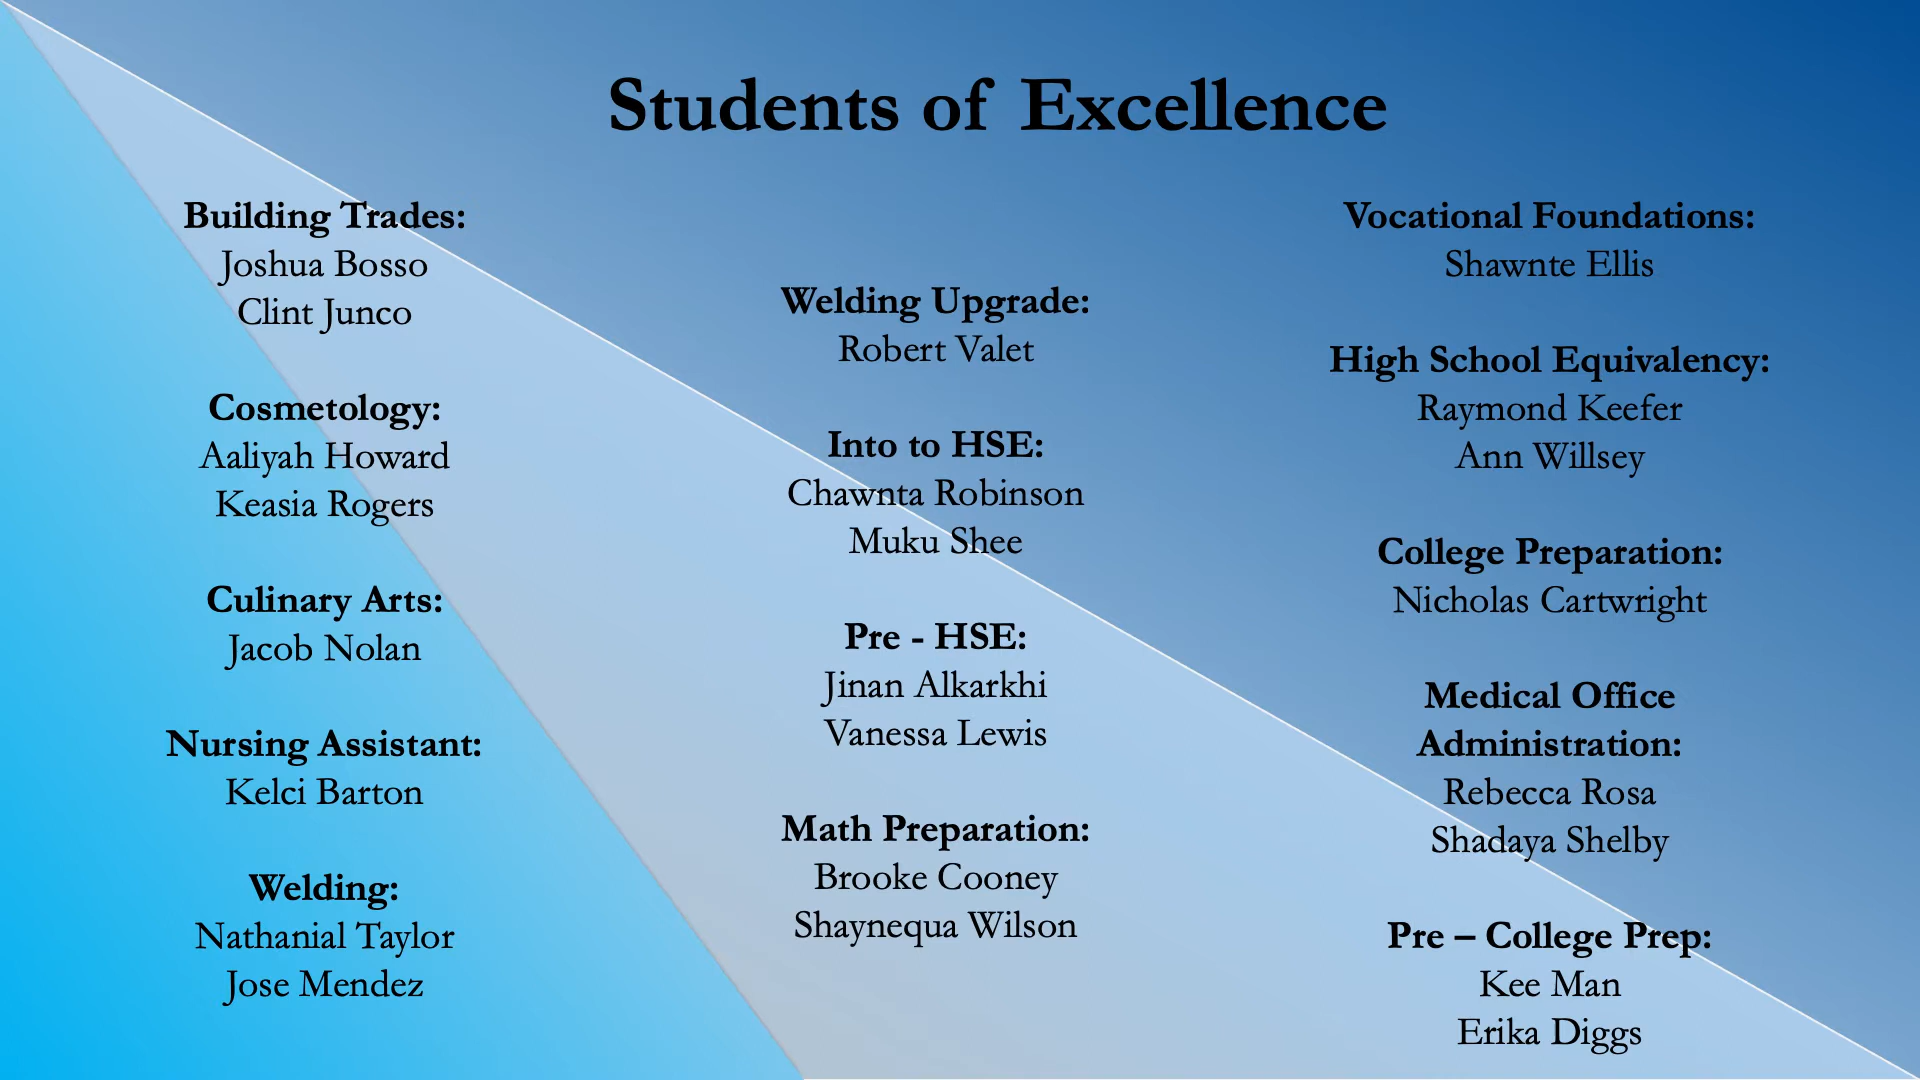 Students of Excellence
Building Trades:
Joshua Bosso
Clint Junco
Cosmetology:
Aaliyah Howard
Keasia Rogers
Culinary Arts:
Jacob Nolan
Nursing Assistant:
Kelci Barton
Welding:
Nathanial Taylor
Jose Mendez
Welding Upgrade:
Robert Valet
Into to HSE:
Chawnta Robinson
Muku Shee
Pre - HSE:
Jinan Alkarkhi
Vanessa Lewis
Math Preparation:
Brooke Cooney
Shaynequa Wilson
Vocational Foundations:
Shawnte Ellis
High School Equivalency:
Raymond Keefer
Ann Willsey
College Preparation:
Nicholas Cartwright
Medical Office
Administration:
Rebecca Rosa
Shadaya Shelby
Pre – College Prep:
Kee Man
Erika Diggs